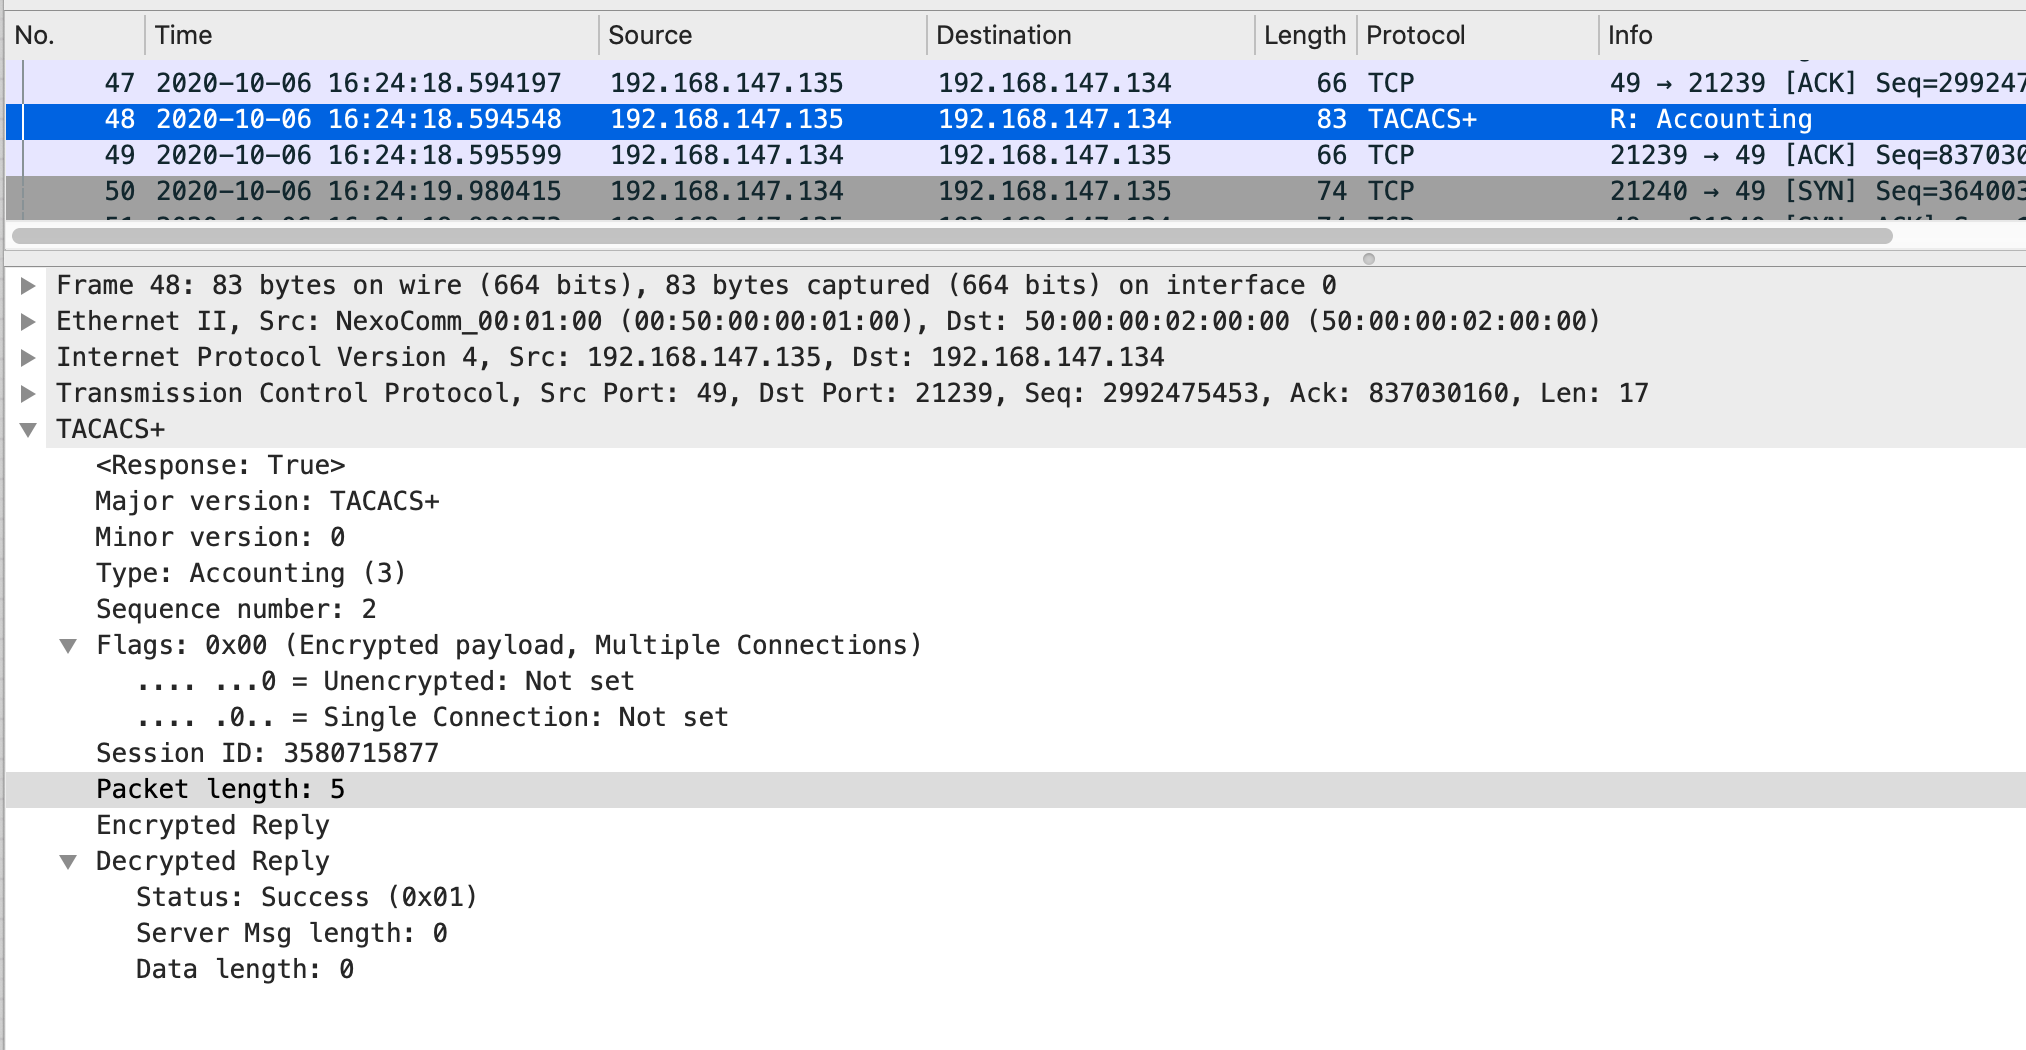 No. Time Source Destination Length Protocol Info
47 2020-10-06 16:24:18.594197 192.168.147.135 192.168.147.134 66 TCP 49 → 21239 [ACK] Seq=299247
48 2020-10-06 16:24:18.594548 192.168.147.135 192.168.147.134 83 TACACS+ R: Accounting
49 2020-10-06 16:24:18.595599 192.168.147.134 192.168.147.135 66 TCP 21239 → 49 [ACK] Seq=837030
50 2020-10-06 16:24:19.980415 192.168.147.134 192.168.147.135 74 TCP 21240 → 49 [SYN] Seq=364003
Frame 48: 83 bytes on wire (664 bits), 83 bytes captured (664 bits) on interface 0
Ethernet II, Src: NexoComm_00:01:00 (00:50:00:00:01:00), Dst: 50:00:00:02:00:00 (50:00:00:02:00:00)
Internet Protocol Version 4, Src: 192.168.147.135, Dst: 192.168.147.134
Transmission Control Protocol, Src Port: 49, Dst Port: 21239, Seq: 2992475453, Ack: 837030160, Len: 17
TACACS+
<Response: True>
Major version: TACACS+
Minor version: 0
Type: Accounting (3)
Sequence number: 2
Flags: 0x00 (Encrypted payload, Multiple Connections)
.... ...0 = Unencrypted: Not set
.... .0.. = Single Connection: Not set
Session ID: 3580715877
Packet length: 5
Encrypted Reply
Decrypted Reply
Status: Success (0x01)
Server Msg length: 0
Data length: 0